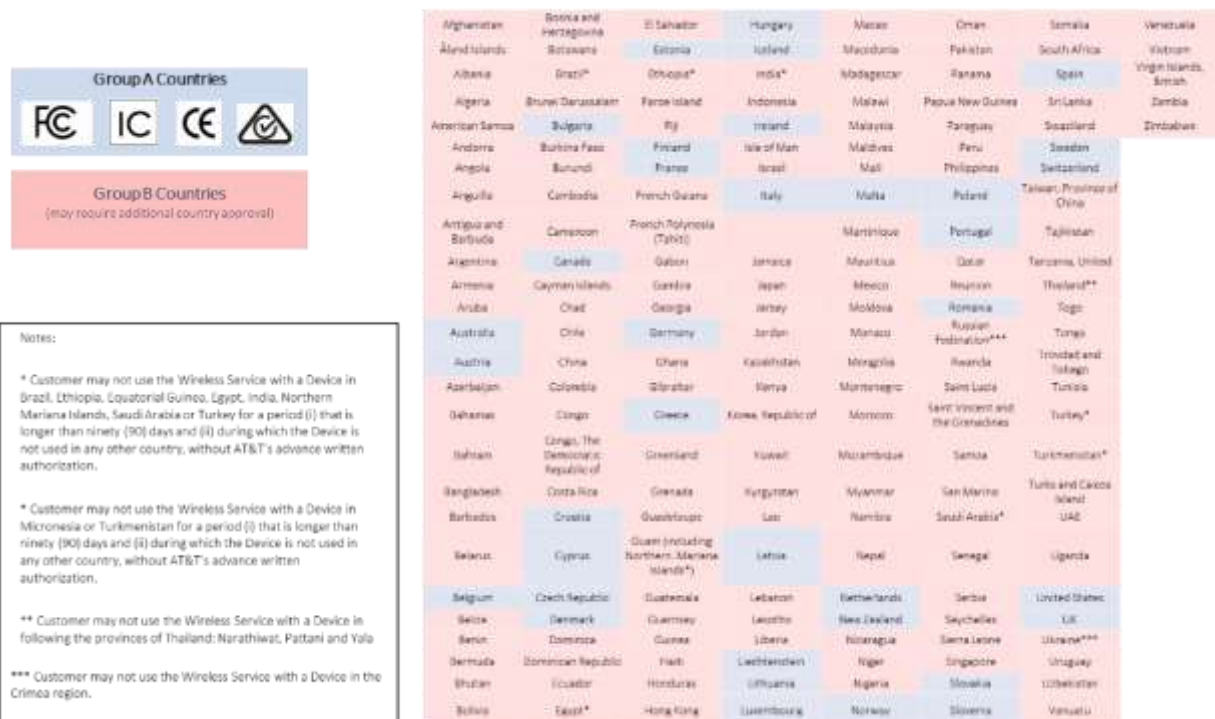 Group A Countries
FC IC CE
Group B Countries
(may require additional country approval)
Notes:
* Customer may not use the Wireless Service with a Device in
Brazil, Ethiopia, Equatorial Guinea, Egypt, India, Northern
Mariana Islands, Saudi Arabia or Turkey for a period (i) that is
longer than ninety (90) days and (ii) during which the Device is
not used in any other country, without AT&T's advance written
authorization.
* Customer may not use the Wireless Service with a Device in
Micronesia or Turkmenistan for a period (i) that is longer than
ninety (90) days and (ii) during which the Device is not used in
any other country, without AT&T's advance written
authorization.
** Customer may not use the Wireless Service with a Device in
following the provinces of Thailand: Narathiwat, Pattani and Yala
*** Customer may not use the Wireless Service with a Device in the
Crimea region.
Afghanistan Bosnia and Herzegovina El Salvador Hungary Macao Oman Somalia Venezuela
Åland Islands Botswana Estonia Iceland Macedonia Pakistan South Africa Vietnam
Albania Brazil* Ethiopia* India* Madagascar Panama Spain Virgin Islands, British
Algeria Brunei Darussalam Faroe Island Indonesia Malawi Papua New Guinea Sri Lanka Zambia
American Samoa Bulgaria Fiji Ireland Malaysia Paraguay Swaziland Zimbabwe
Andorra Burkina Faso Finland Isle of Man Maldives Peru Sweden
Angola Burundi France Israel Mali Philippines Switzerland
Anguilla Cambodia French Guiana Italy Malta Poland Taiwan, Province of China
Antigua and Barbuda Cameroon French Polynesia (Tahiti) Martinique Portugal Tajikistan
Argentina Canada Gabon Jamaica Mauritius Qatar Tanzania, United
Armenia Cayman Islands Gambia Japan Mexico Reunion Thailand**
Aruba Chad Georgia Jersey Moldova Romania Togo
Australia Chile Germany Jordan Monaco Russian Federation*** Tonga
Austria China Ghana Kazakhstan Mongolia Rwanda Trinidad and Tobago
Azerbaijan Colombia Gibraltar Kenya Montenegro Saint Lucia Tunisia
Bahamas Congo Greece Korea, Republic of Morocco Saint Vincent and the Grenadines Turkey*
Bahrain Congo, The Democratic Republic of Greenland Kuwait Mozambique Samoa Turkmenistan*
Bangladesh Costa Rica Grenada Kyrgyzstan Myanmar San Marino Turks and Caicos Island
Barbados Croatia Guadeloupe Lao Namibia Saudi Arabia* UAE
Belarus Cyprus Guam (including Northern Mariana Islands*) Latvia Nepal Senegal Uganda
Belgium Czech Republic Guatemala Lebanon Netherlands Serbia United States
Belize Denmark Guernsey Lesotho New Zealand Seychelles UK
Benin Dominica Guinea Liberia Nicaragua Sierra Leone Ukraine***
Bermuda Dominican Republic Haiti Liechtenstein Niger Singapore Uruguay
Bhutan Ecuador Honduras Lithuania Nigeria Slovakia Uzbekistan
Bolivia Egypt* Hong Kong Luxembourg Norway Slovenia Vanuatu